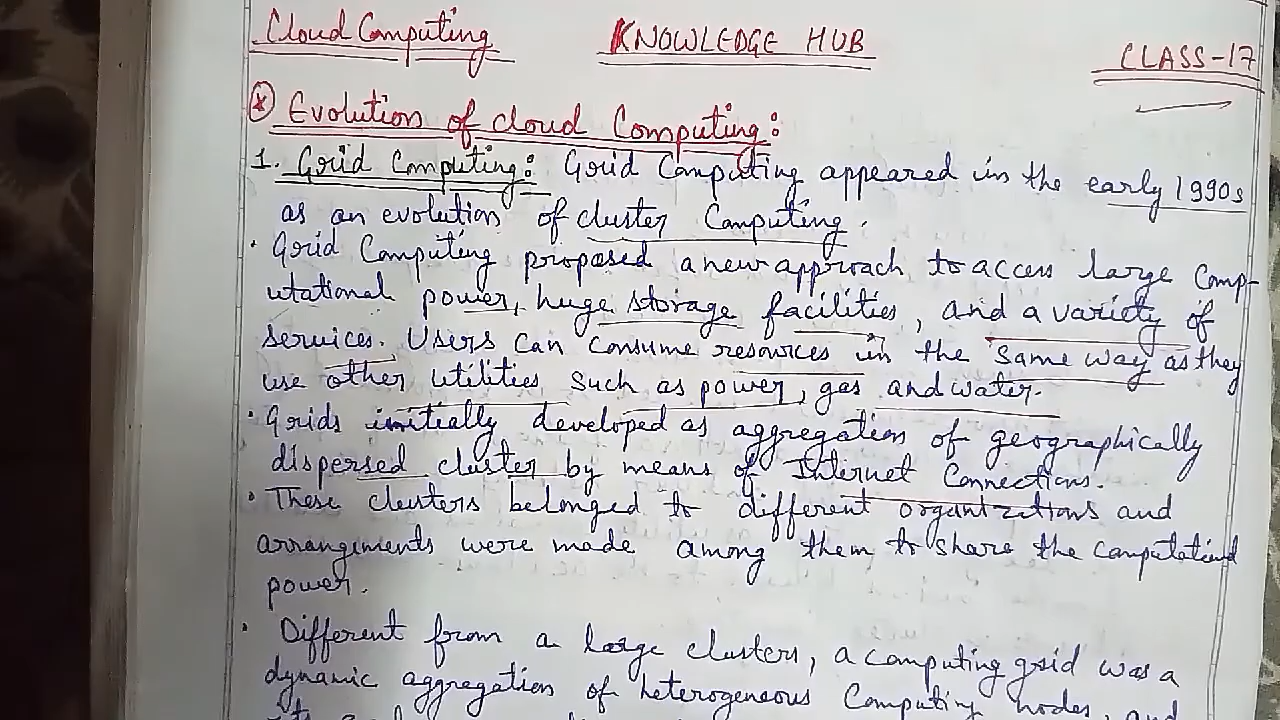 Cloud Computing KNOWLEDGE HUB CLASS-17
* Evolution of cloud Computing:
1. Grid Computing: Grid Computing appeared in the early 1990s
as an evolution of cluster Computing.
• Grid Computing proposed a new approach to access large Comp-
utational power, huge storage facilities, and a variety of
services. Users can consume resources in the same way as they
use other utilities such as power, gas and water.
• Grids initially developed as aggregation of geographically
dispersed cluster by means of Internet Connections.
• These clusters belonged to different organizations and
arrangements were made among them to share the computational
power.
• Different from a large clusters, a computing grid was a
dynamic aggregation of heterogeneous Computing nodes, and